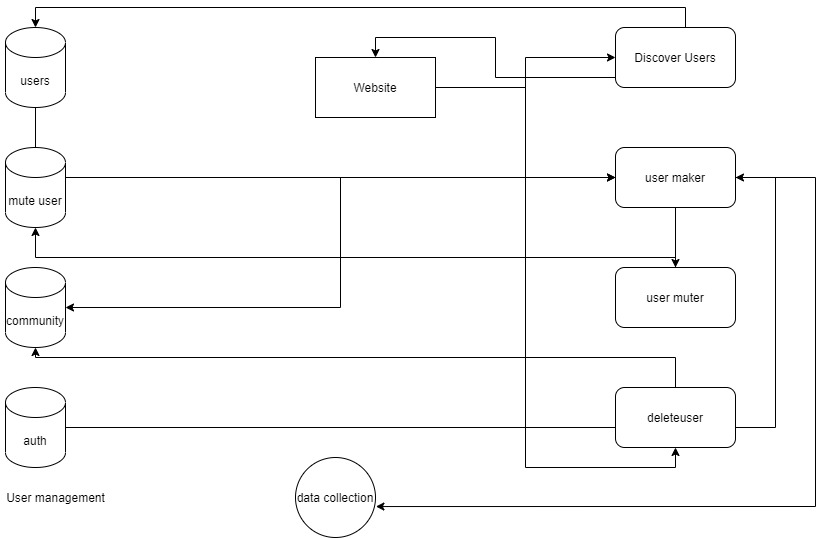 Discover Users
users
Website
user maker
mute user
user muter
community
deleteuser
auth
User management
data collection